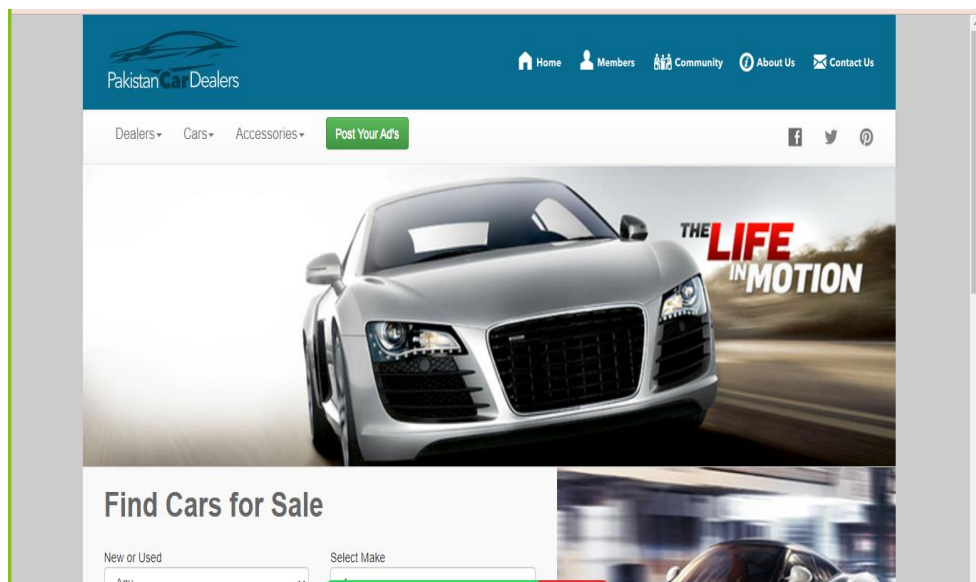 Pakistan Car Dealers
Home Members Community About Us Contact Us
Dealers Cars Accessories Post Your Ad's
THE LIFE
IN MOTION
Find Cars for Sale
New or Used Select Make
Any